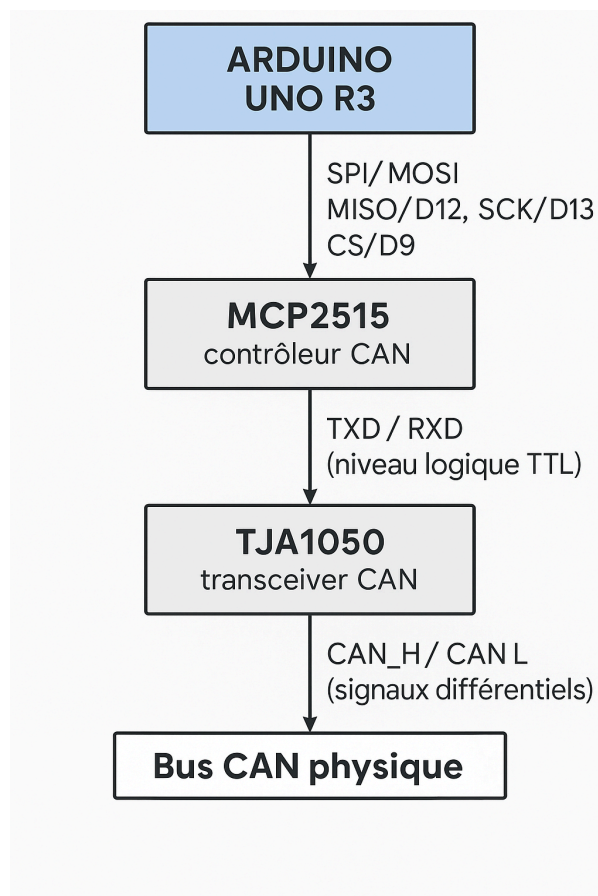 ARDUINO
UNO R3
SPI/MOSI
MISO/D12, SCK/D13
CS/D9
MCP2515
contrôleur CAN
TXD / RXD
(niveau logique TTL)
TJA1050
transceiver CAN
CAN_H / CAN L
(signaux différentiels)
Bus CAN physique